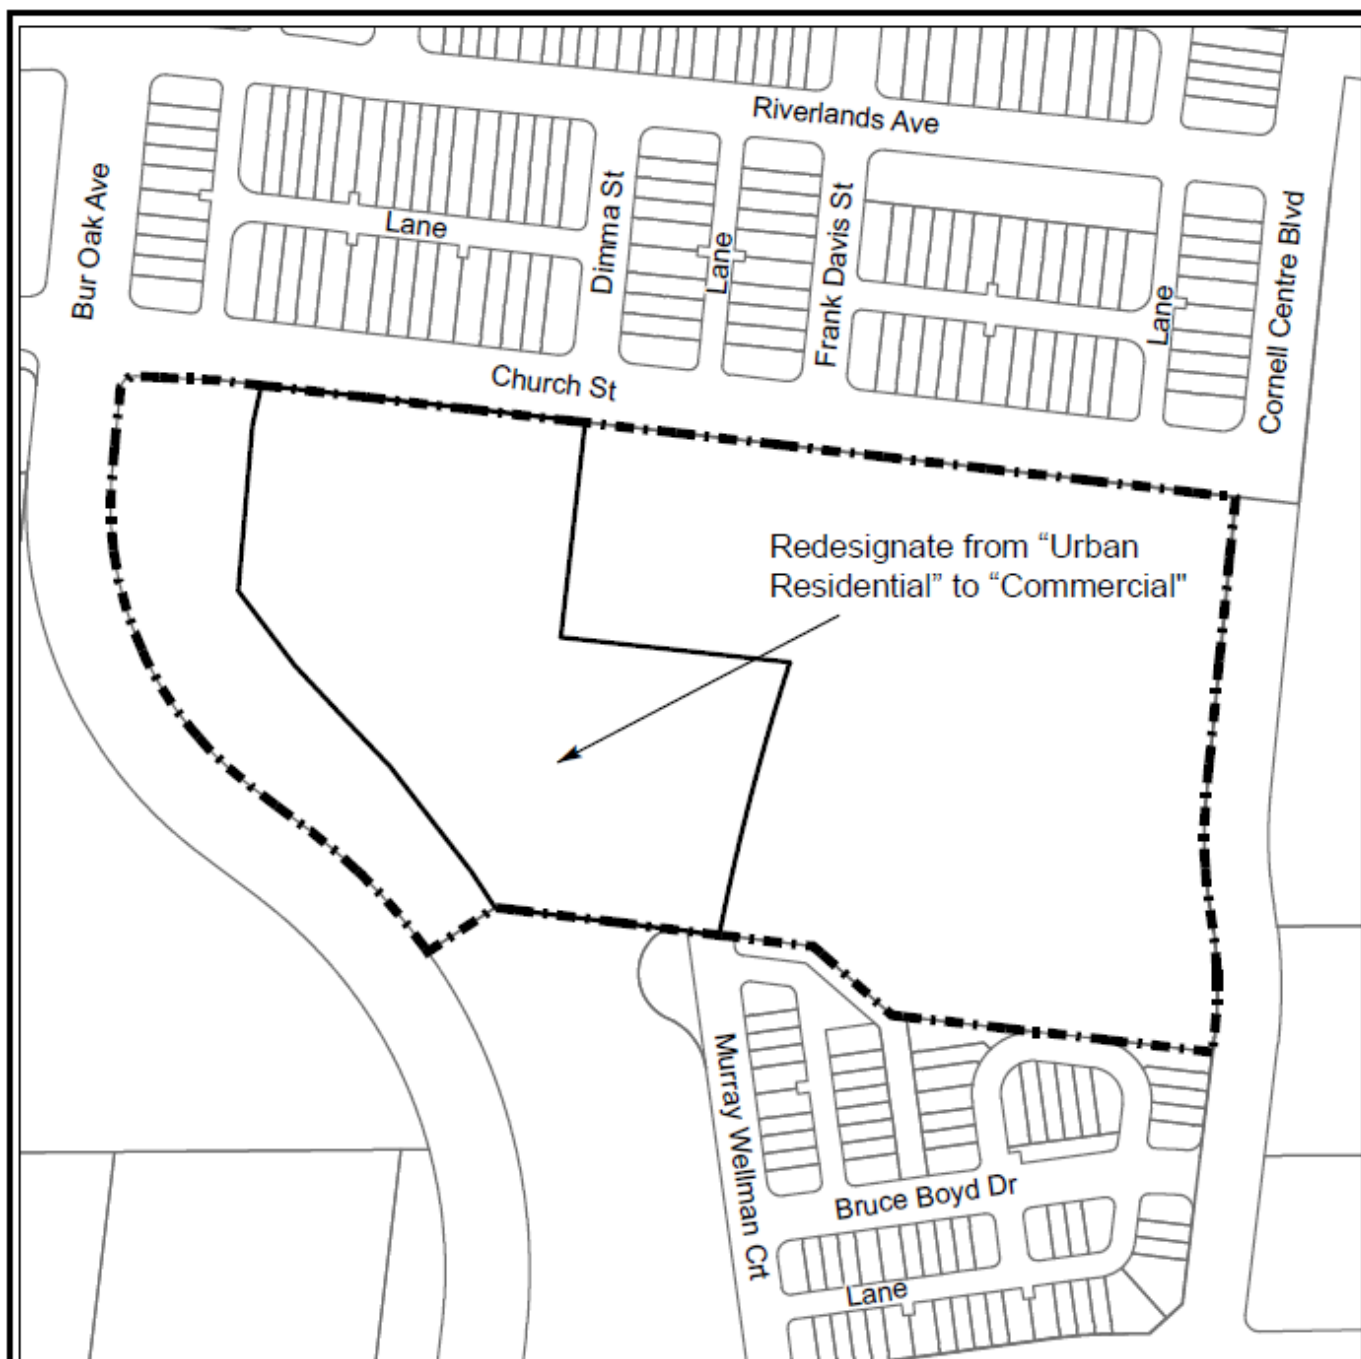 Riverlands Ave
Bur Oak Ave
Lane
Dimma St
Lane
Frank Davis St
Lane
Cornell Centre Blvd
Church St
Redesignate from “Urban
Residential” to “Commercial"
Murray Wellman Crt
Bruce Boyd Dr
Lane